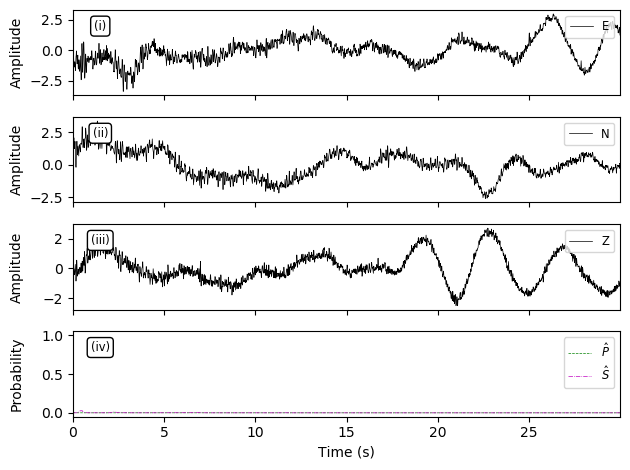 (i)
E
Amplitude
2.5
0.0
−2.5
(ii)
N
Amplitude
2.5
0.0
−2.5
(iii)
Z
Amplitude
2
0
−2
(iv)
P̂
Ŝ
Probability
1.0
0.5
0.0
0 5 10 15 20 25
Time (s)